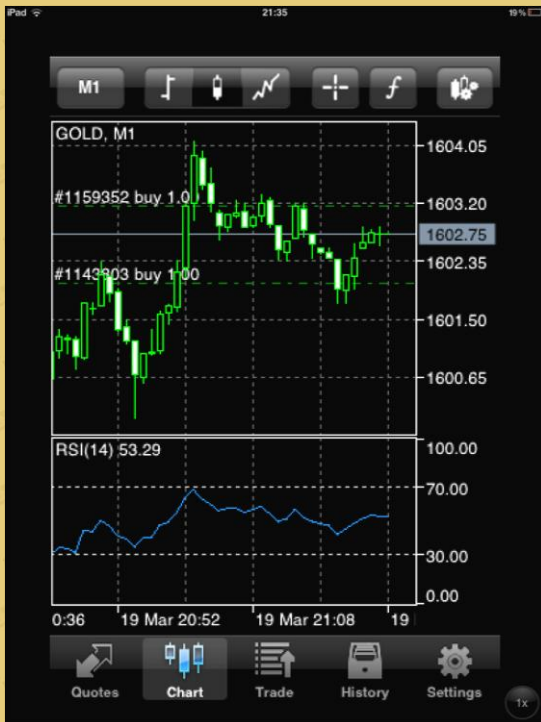 iPad 21:35 19%
M1 f
GOLD, M1
1604.05
#1159352 buy 1.00
1603.20
1602.75
1602.35
#1143803 buy 1.00
1601.50
1600.65
RSI(14) 53.29
100.00
70.00
30.00
0.00
0:36 19 Mar 20:52 19 Mar 21:08 19
Quotes Chart Trade History Settings
1x